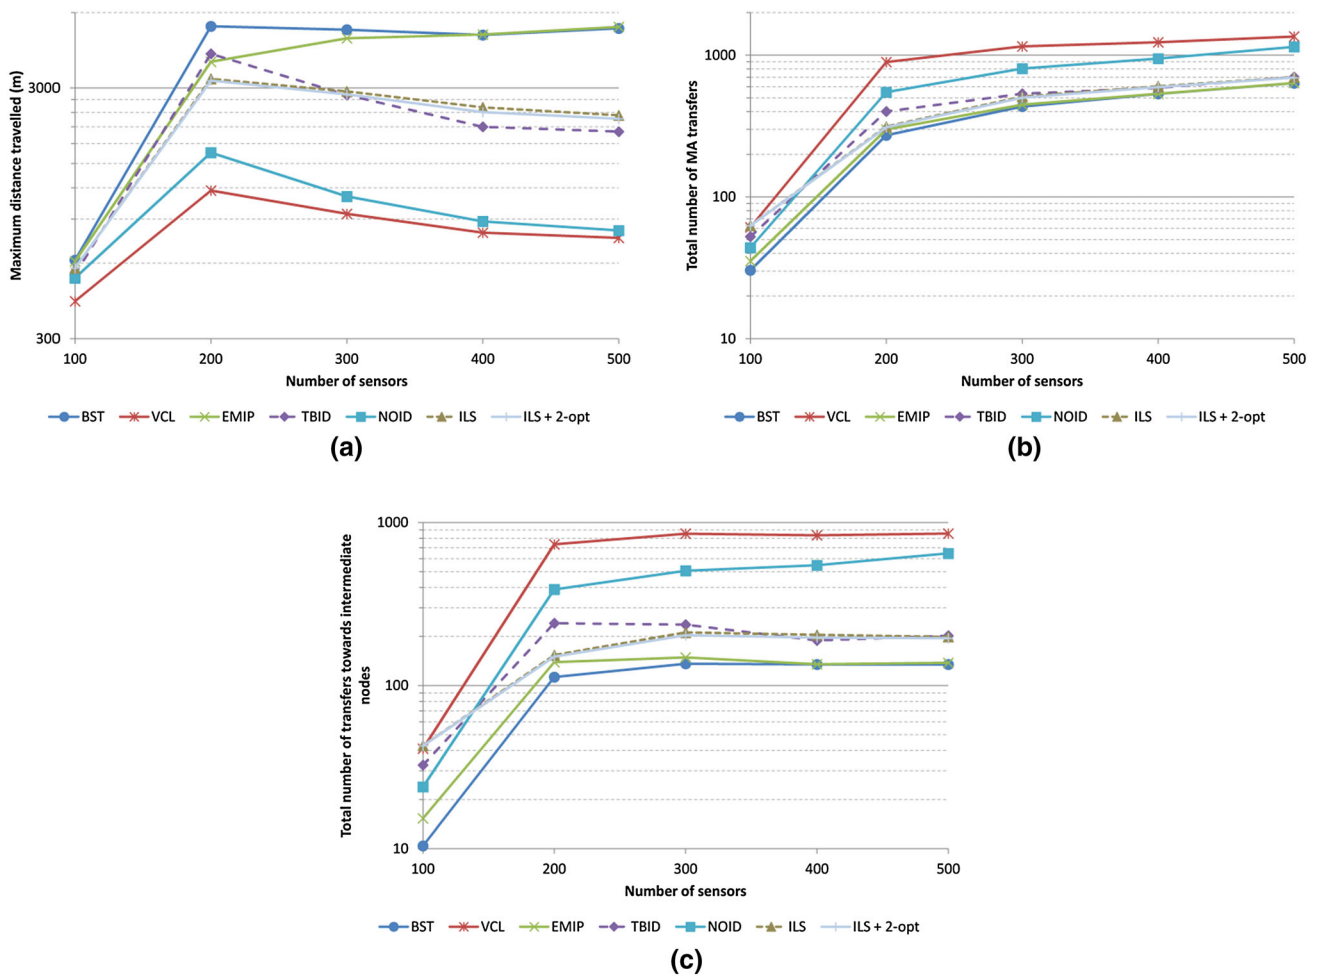 Maximum distance travelled (m)
3000
300
100 200 300 400 500
Number of sensors
BST VCL EMIP TBID NOID ILS ILS + 2-opt
(a)
Total number of MA transfers
1000
100
10
100 200 300 400 500
Number of sensors
BST VCL EMIP TBID NOID ILS ILS + 2-opt
(b)
Total number of transfers towards intermediate
nodes
1000
100
10
100 200 300 400 500
Number of sensors
BST VCL EMIP TBID NOID ILS ILS + 2-opt
(c)